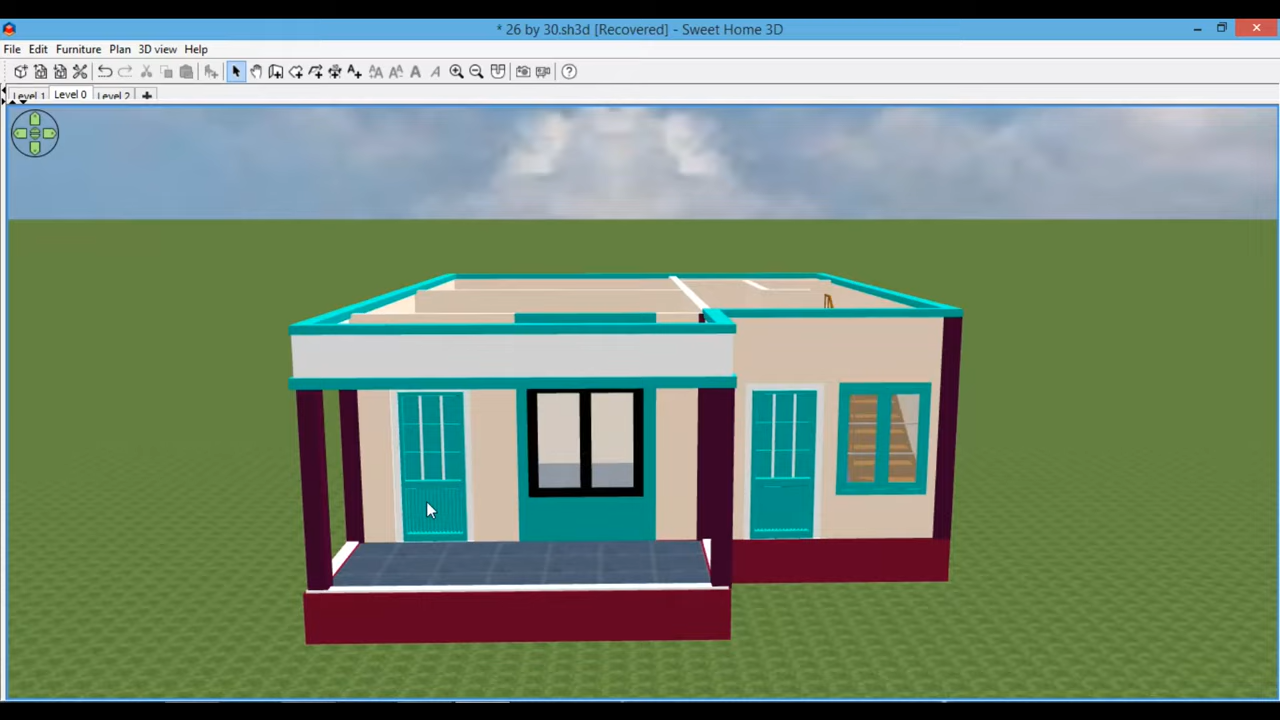 * 26 by 30.sh3d [Recovered] - Sweet Home 3D
File Edit Furniture Plan 3D view Help
Level 1 Level 0 Level 2